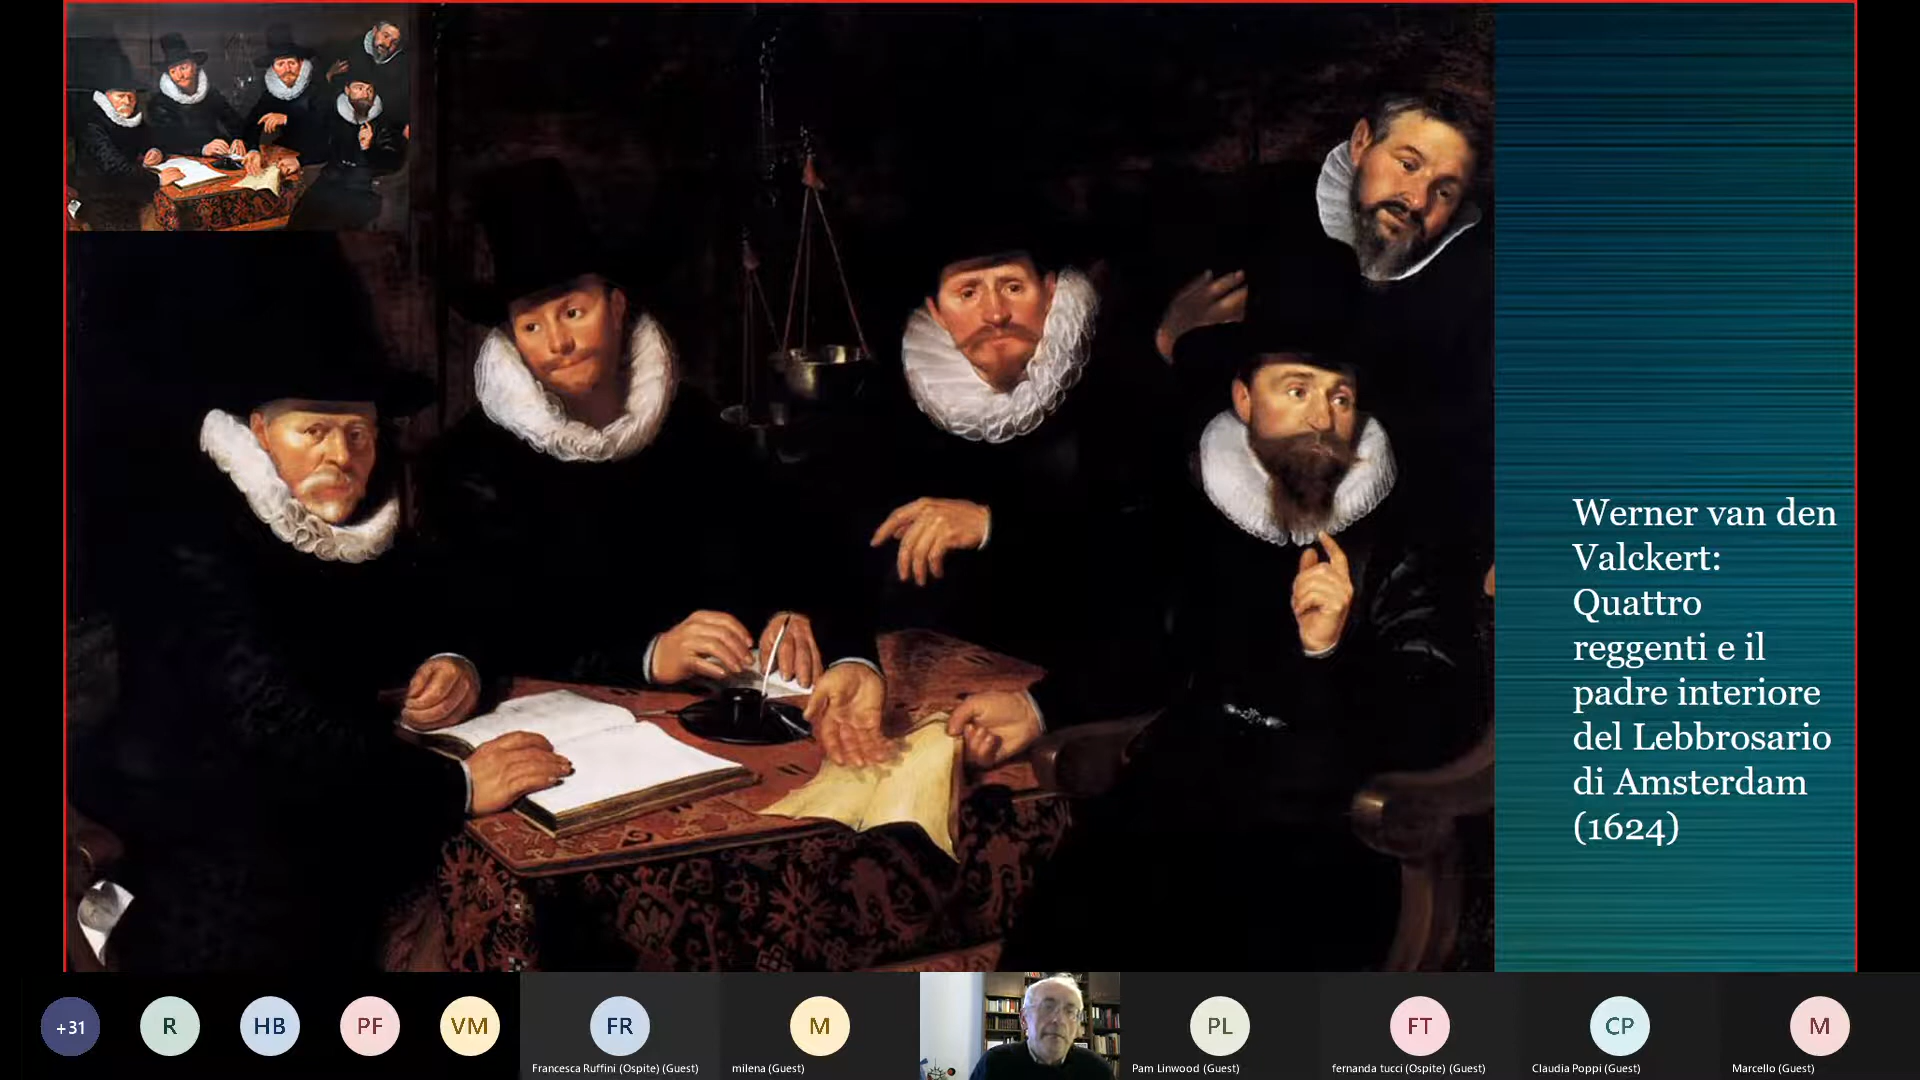 Werner van den
Valckert:
Quattro
reggenti e il
padre interiore
del Lebbrosario
di Amsterdam
(1624)
+31
R
HB
PF
VM
FR
M
PL
FT
CP
M
Francesca Ruffini (Ospite) (Guest)
milena (Guest)
Pam Linwood (Guest)
fernanda tucci (Ospite) (Guest)
Claudia Poppi (Guest)
Marcello (Guest)